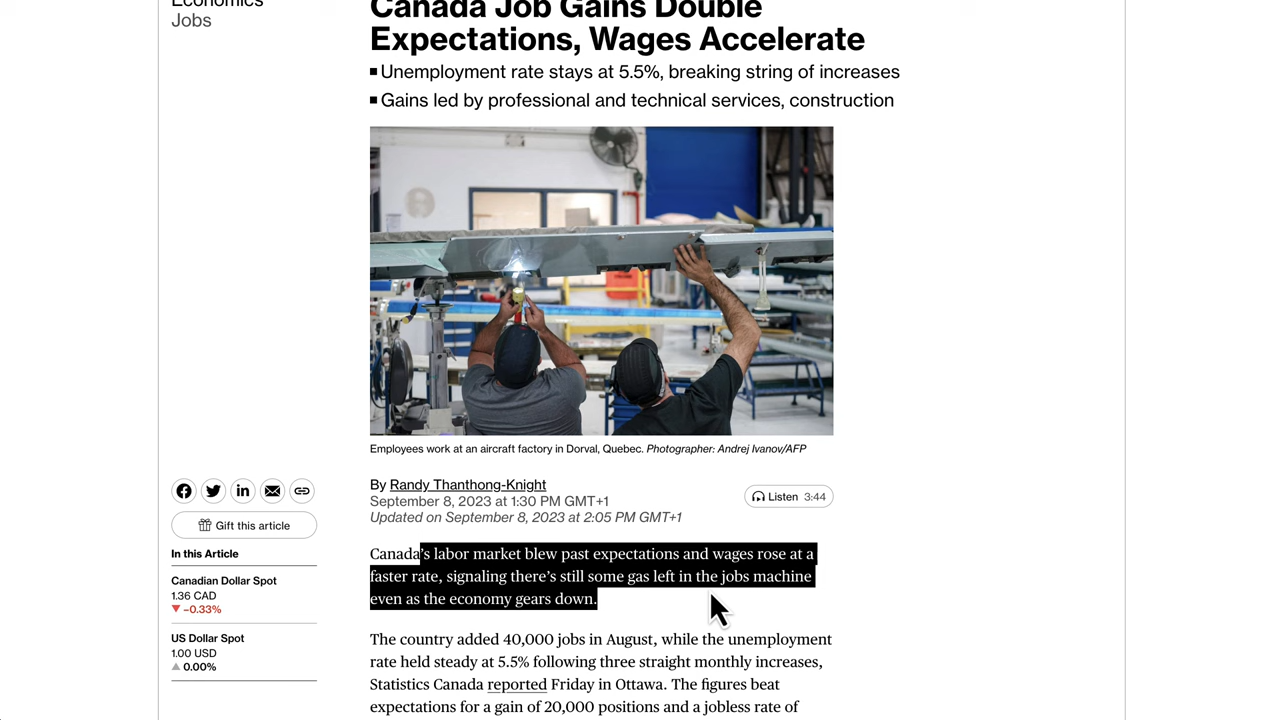 Economics
Jobs
Canada Job Gains Double
Expectations, Wages Accelerate
Unemployment rate stays at 5.5%, breaking string of increases
Gains led by professional and technical services, construction
Employees work at an aircraft factory in Dorval, Quebec. Photographer: Andrej Ivanov/AFP
By Randy Thanthong-Knight
September 8, 2023 at 1:30 PM GMT+1
Updated on September 8, 2023 at 2:05 PM GMT+1
Listen 3:44
Gift this article
In this Article
Canadian Dollar Spot
1.36 CAD
▼ –0.33%
US Dollar Spot
1.00 USD
▲ 0.00%
Canada’s labor market blew past expectations and wages rose at a
faster rate, signaling there’s still some gas left in the jobs machine
even as the economy gears down.
The country added 40,000 jobs in August, while the unemployment
rate held steady at 5.5% following three straight monthly increases,
Statistics Canada reported Friday in Ottawa. The figures beat
expectations for a gain of 20,000 positions and a jobless rate of